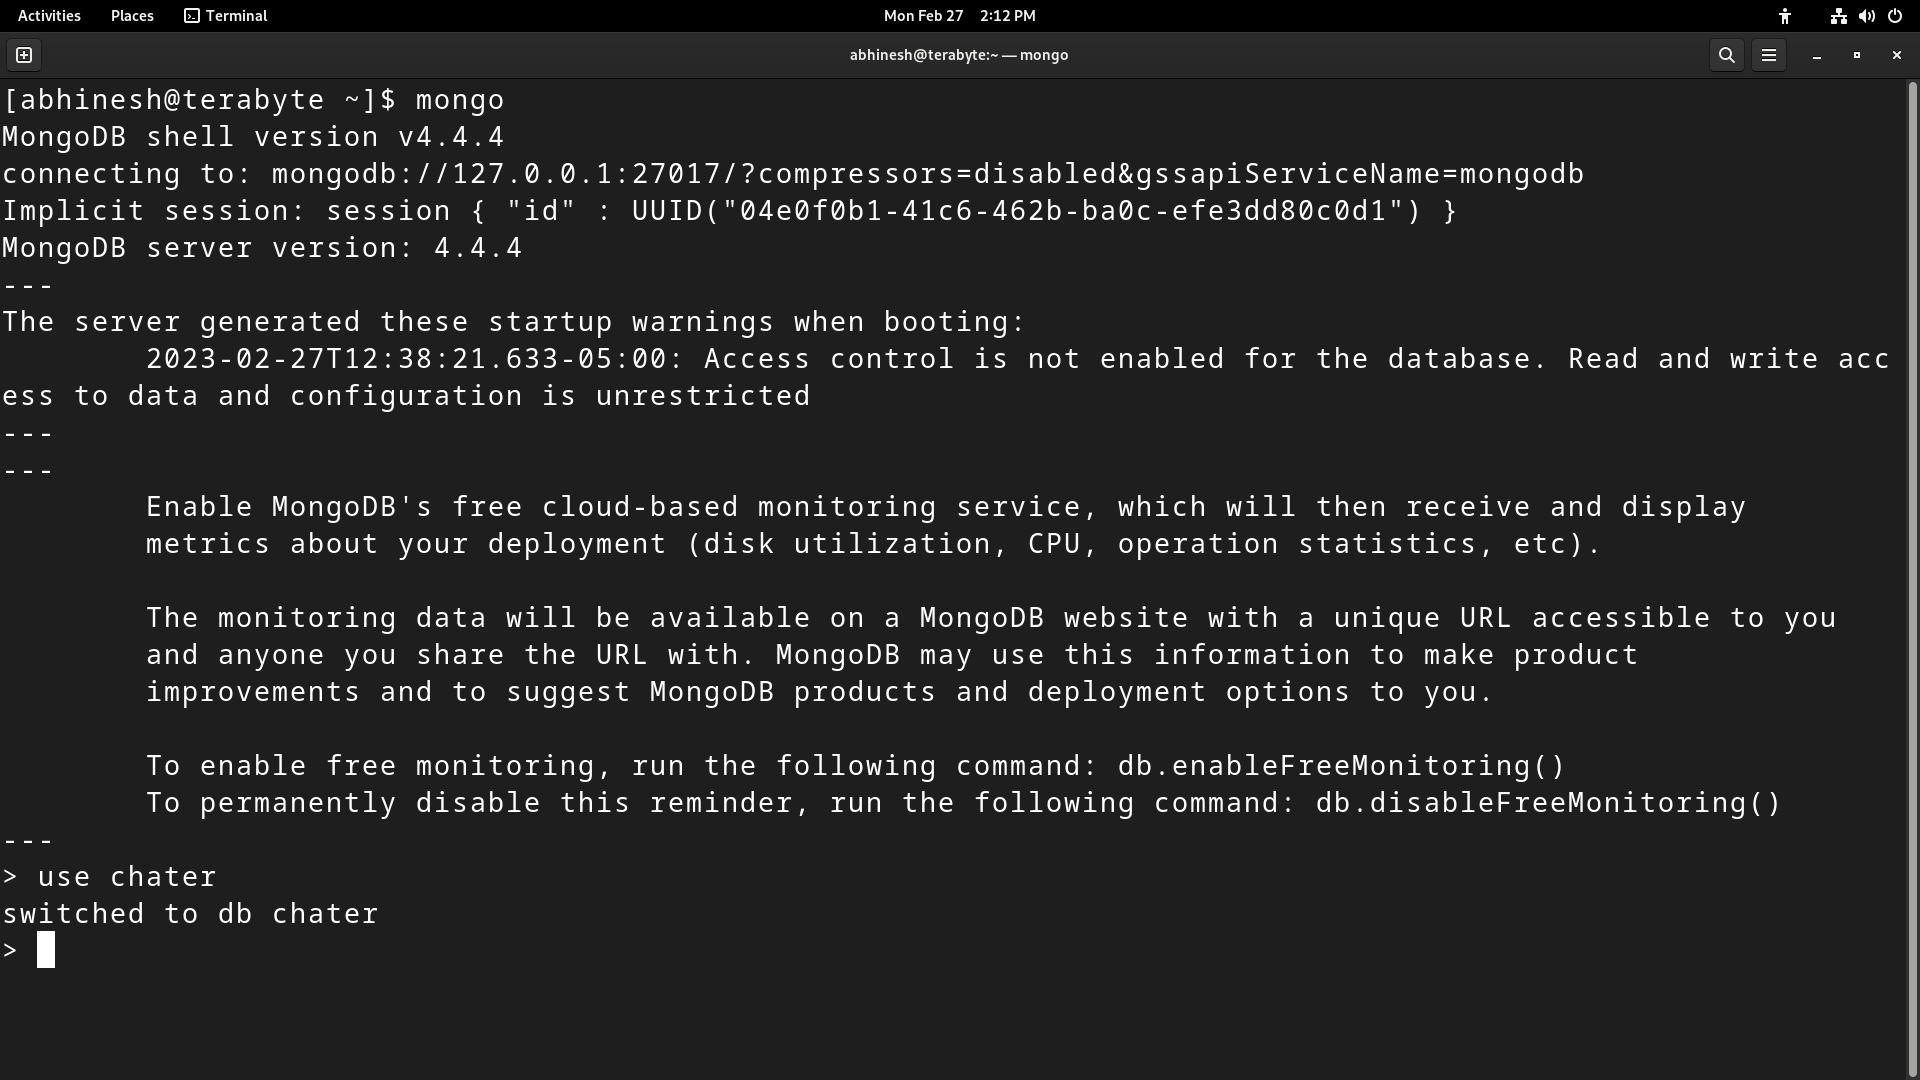 Activities Places Terminal Mon Feb 27 2:12 PM
abhinesh@terabyte:~ — mongo
[abhinesh@terabyte ~]$ mongo
MongoDB shell version v4.4.4
connecting to: mongodb://127.0.0.1:27017/?compressors=disabled&gssapiServiceName=mongodb
Implicit session: session { "id" : UUID("04e0f0b1-41c6-462b-ba0c-efe3dd80c0d1") }
MongoDB server version: 4.4.4
---
The server generated these startup warnings when booting:
        2023-02-27T12:38:21.633-05:00: Access control is not enabled for the database. Read and write acc
ess to data and configuration is unrestricted
---
---
        Enable MongoDB's free cloud-based monitoring service, which will then receive and display
        metrics about your deployment (disk utilization, CPU, operation statistics, etc).

        The monitoring data will be available on a MongoDB website with a unique URL accessible to you
        and anyone you share the URL with. MongoDB may use this information to make product
        improvements and to suggest MongoDB products and deployment options to you.

        To enable free monitoring, run the following command: db.enableFreeMonitoring()
        To permanently disable this reminder, run the following command: db.disableFreeMonitoring()
---
> use chater
switched to db chater
>